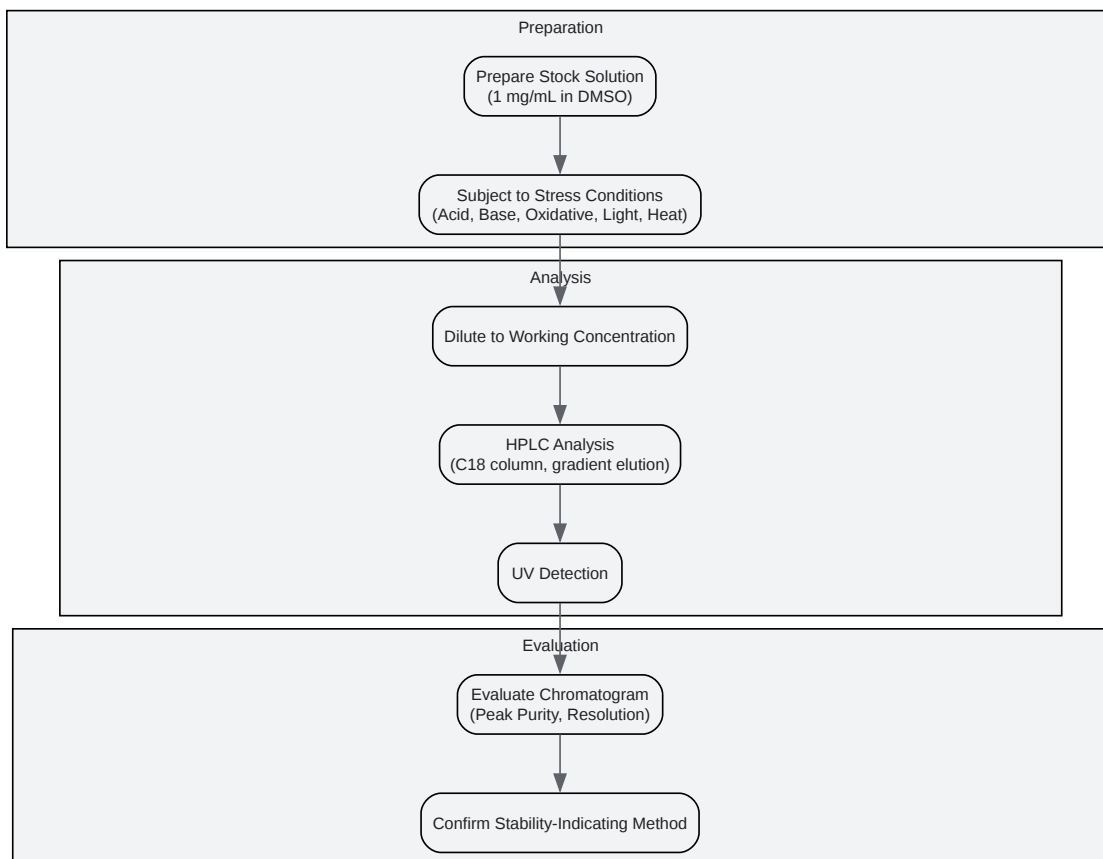 Preparation
Prepare Stock Solution
(1 mg/mL in DMSO)
Subject to Stress Conditions
(Acid, Base, Oxidative, Light, Heat)
Analysis
Dilute to Working Concentration
HPLC Analysis
(C18 column, gradient elution)
UV Detection
Evaluation
Evaluate Chromatogram
(Peak Purity, Resolution)
Confirm Stability-Indicating Method